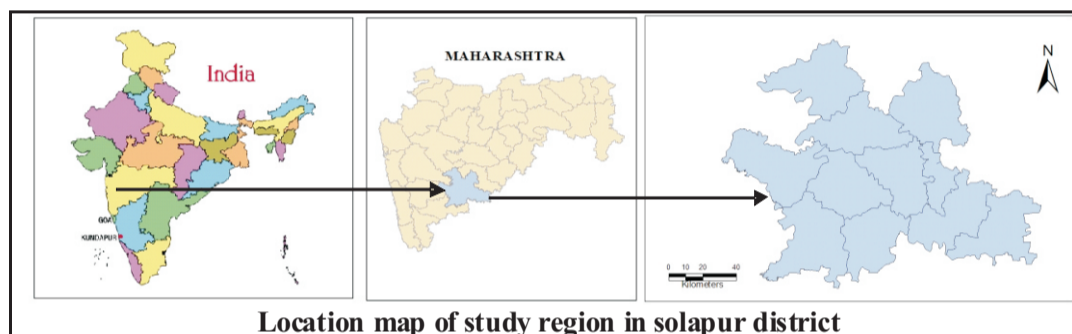 India
GOA
KUNDAPUR
MAHARASHTRA
N
0 10 20 40
Kilometers
Location map of study region in solapur district